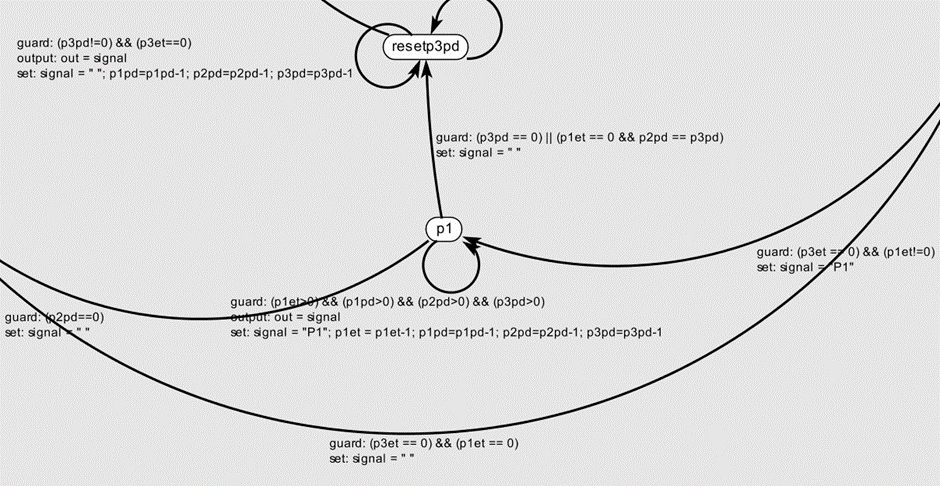 resetp3pd
guard: (p3pd!=0) && (p3et==0)
output: out = signal
set: signal = " "; p1pd=p1pd-1; p2pd=p2pd-1; p3pd=p3pd-1
guard: (p3pd == 0) || (p1et == 0 && p2pd == p3pd)
set: signal = " "
p1
guard: (p3et == 0) && (p1et!=0)
set: signal = "P1"
guard: (p1et>0) && (p1pd>0) && (p2pd>0) && (p3pd>0)
output: out = signal
set: signal = "P1"; p1et = p1et-1; p1pd=p1pd-1; p2pd=p2pd-1; p3pd=p3pd-1
guard: (p2pd==0)
set: signal = " "
guard: (p3et == 0) && (p1et == 0)
set: signal = " "